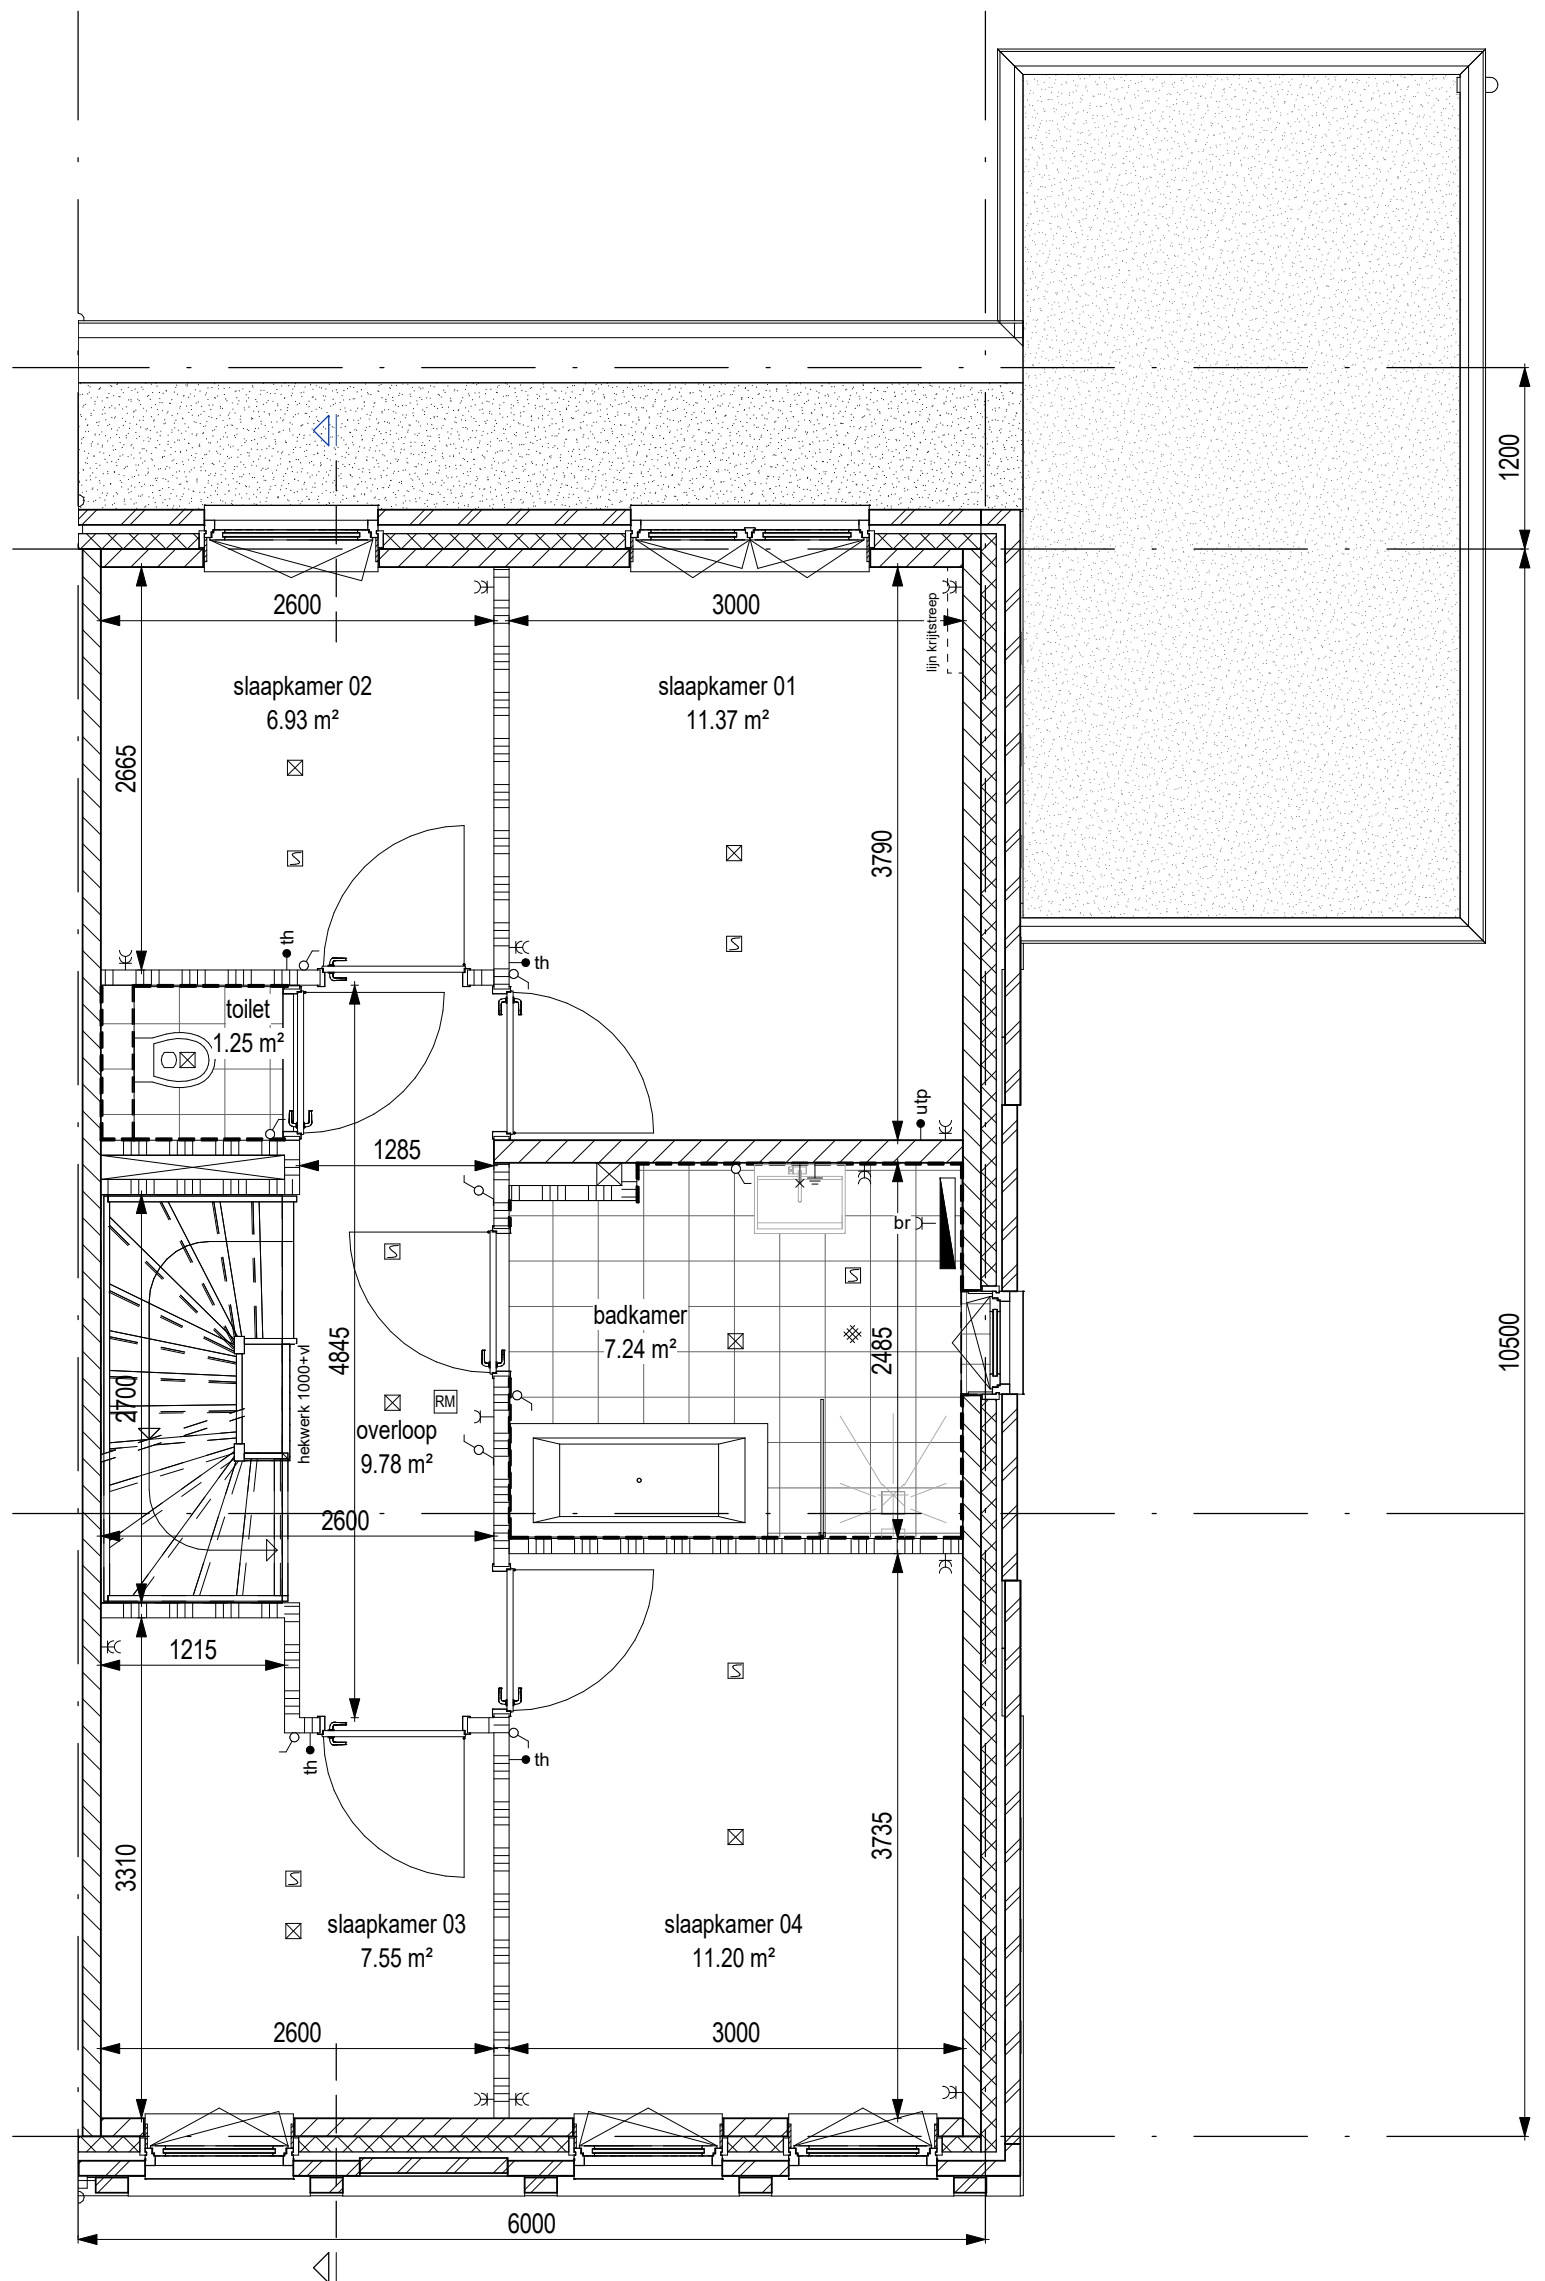 1200
2600
3000
lijn krijtstreep
slaapkamer 02
6.93 m²
slaapkamer 01
11.37 m²
2665
3790
th
th
toilet
1.25 m²
utp
1285
br
badkamer
7.24 m²
2485
4845
10500
hekwerk 1000+vl
2700
RM
overloop
9.78 m²
2600
1215
th
th
3310
3735
slaapkamer 03
7.55 m²
slaapkamer 04
11.20 m²
2600
3000
6000